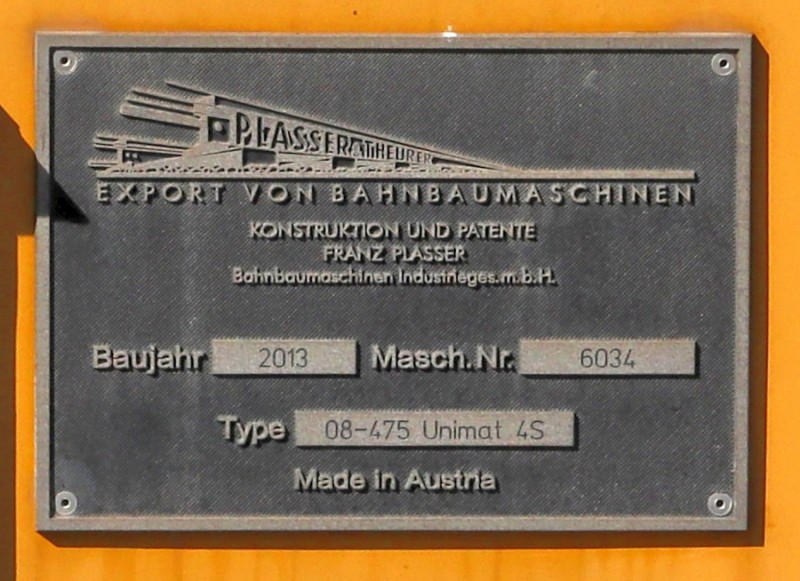 PLASSER & THEURER
EXPORT VON BAHNBAUMASCHINEN
KONSTRUKTION UND PATENTE
FRANZ PLASSER
Bahnbaumaschinen Industrieges.m.b.H.
Baujahr 2013 Masch.Nr. 6034
Type 08-475 Unimat 4S
Made in Austria